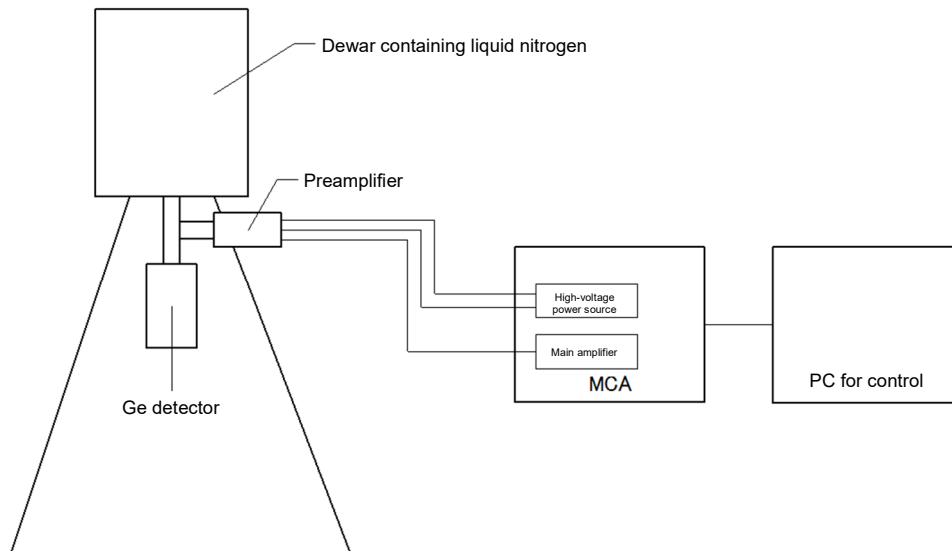 Dewar containing liquid nitrogen
Preamplifier
High-voltage
power source
Main amplifier
MCA
PC for control
Ge detector